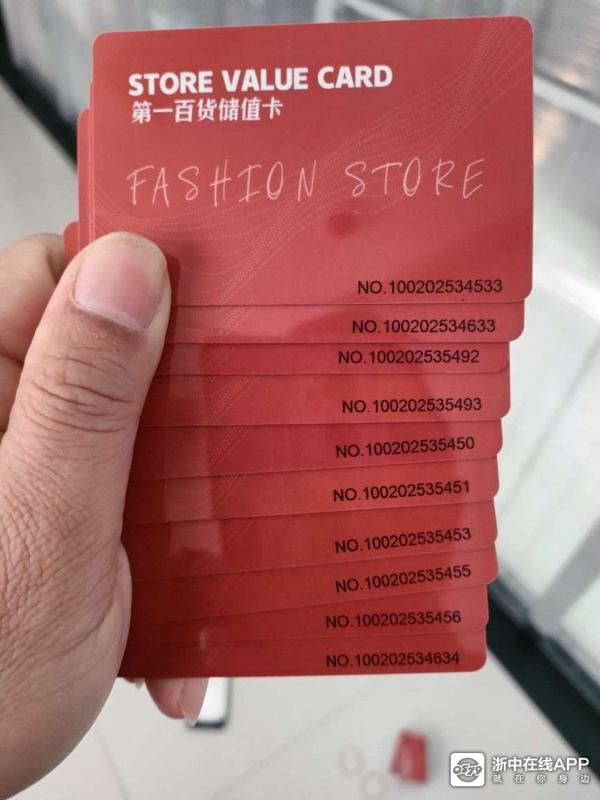 STORE VALUE CARD
第一百货储值卡
FASHION STORE
NO.100202534533
NO.100202534633
NO.100202535492
NO.100202535493
NO.100202535450
NO.100202535451
NO.100202535453
NO.100202535455
NO.100202535456
NO.100202534634
浙中在线APP
就在你身边